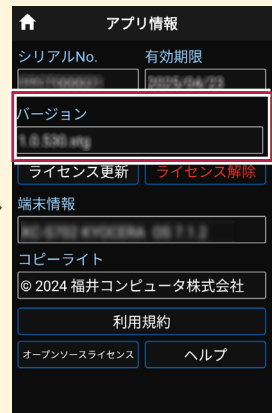 アプリ情報
シリアルNo. 有効期限
バージョン
ライセンス更新 ライセンス解除
端末情報
コピーライト
© 2024 福井コンピュータ株式会社
利用規約
オープンソースライセンス ヘルプ